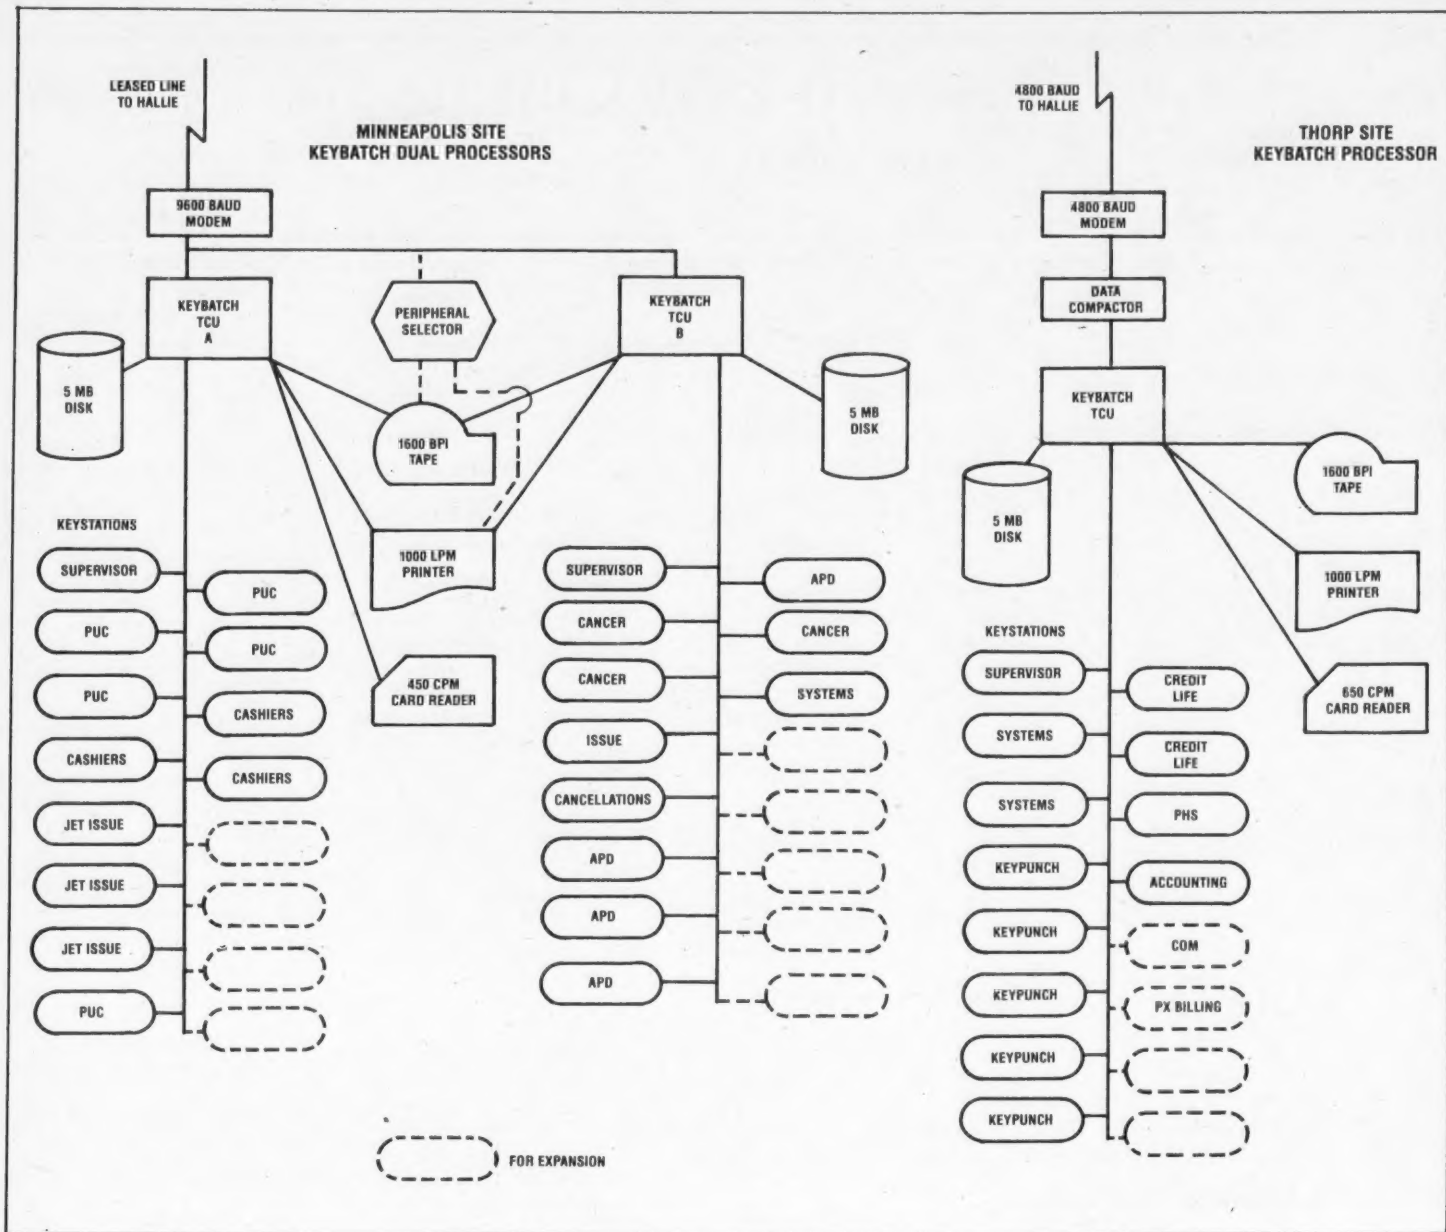 LEASED LINE
TO HALLIE
MINNEAPOLIS SITE
KEYBATCH DUAL PROCESSORS
9600 BAUD
MODEM
KEYBATCH
TCU
A
PERIPHERAL
SELECTOR
KEYBATCH
TCU
B
5 MB
DISK
1600 BPI
TAPE
5 MB
DISK
1000 LPM
PRINTER
450 CPM
CARD READER
KEYSTATIONS
SUPERVISOR
PUC
PUC
PUC
PUC
CASHIERS
CASHIERS
CASHIERS
JET ISSUE
JET ISSUE
JET ISSUE
PUC
SUPERVISOR
APD
CANCER
CANCER
CANCER
SYSTEMS
ISSUE
CANCELLATIONS
APD
APD
APD
FOR EXPANSION
4800 BAUD
TO HALLIE
THORP SITE
KEYBATCH PROCESSOR
4800 BAUD
MODEM
DATA
COMPACTOR
KEYBATCH
TCU
5 MB
DISK
1600 BPI
TAPE
1000 LPM
PRINTER
650 CPM
CARD READER
KEYSTATIONS
SUPERVISOR
CREDIT
LIFE
SYSTEMS
CREDIT
LIFE
SYSTEMS
PHS
KEYPUNCH
ACCOUNTING
KEYPUNCH
COM
KEYPUNCH
PX BILLING
KEYPUNCH
KEYPUNCH